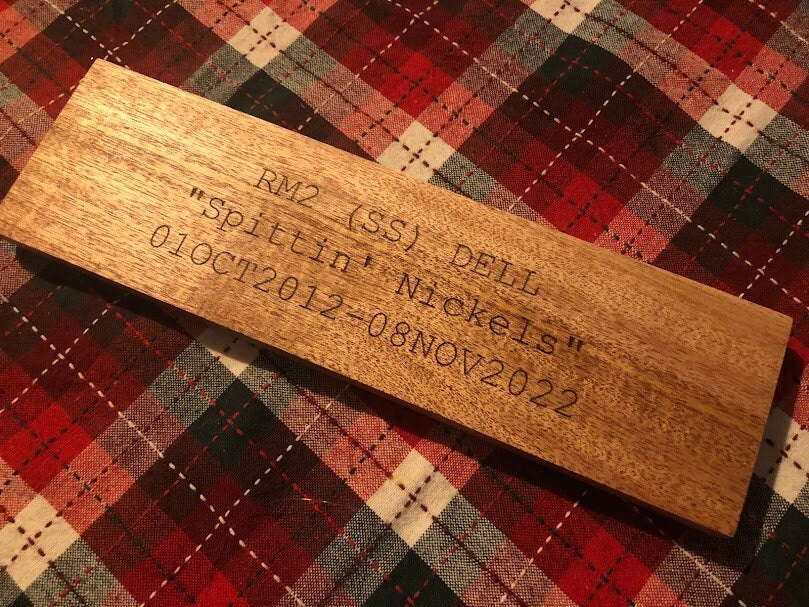 RM2 (SS) DELL
"Spittin' Nickels"
01OCT2012-08NOV2022